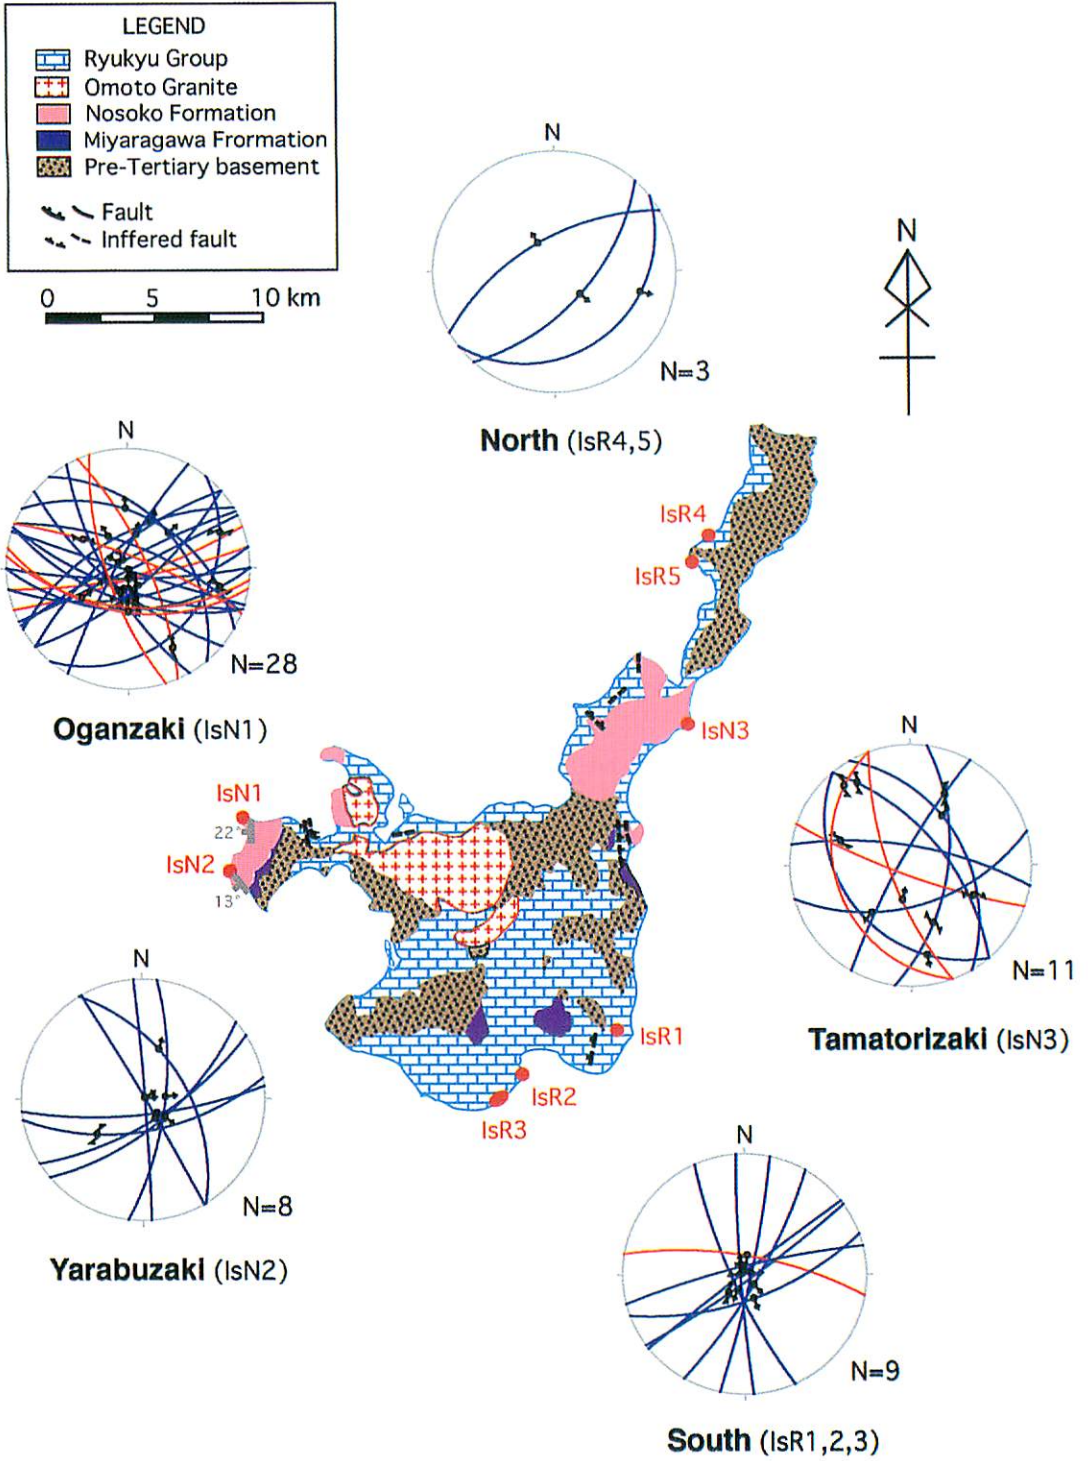 LEGEND
Ryukyu Group
Omoto Granite
Nosoko Formation
Miyaragawa Frormation
Pre-Tertiary basement
Fault
Inffered fault
0 5 10 km
N
N=3
North (IsR4,5)
N
N
N=28
Oganzaki (IsN1)
IsR4
IsR5
IsN3
IsN1
22°
IsN2
13°
N
N=11
Tamatorizaki (IsN3)
N
N=8
Yarabuzaki (IsN2)
IsR1
IsR2
IsR3
N
N=9
South (IsR1,2,3)